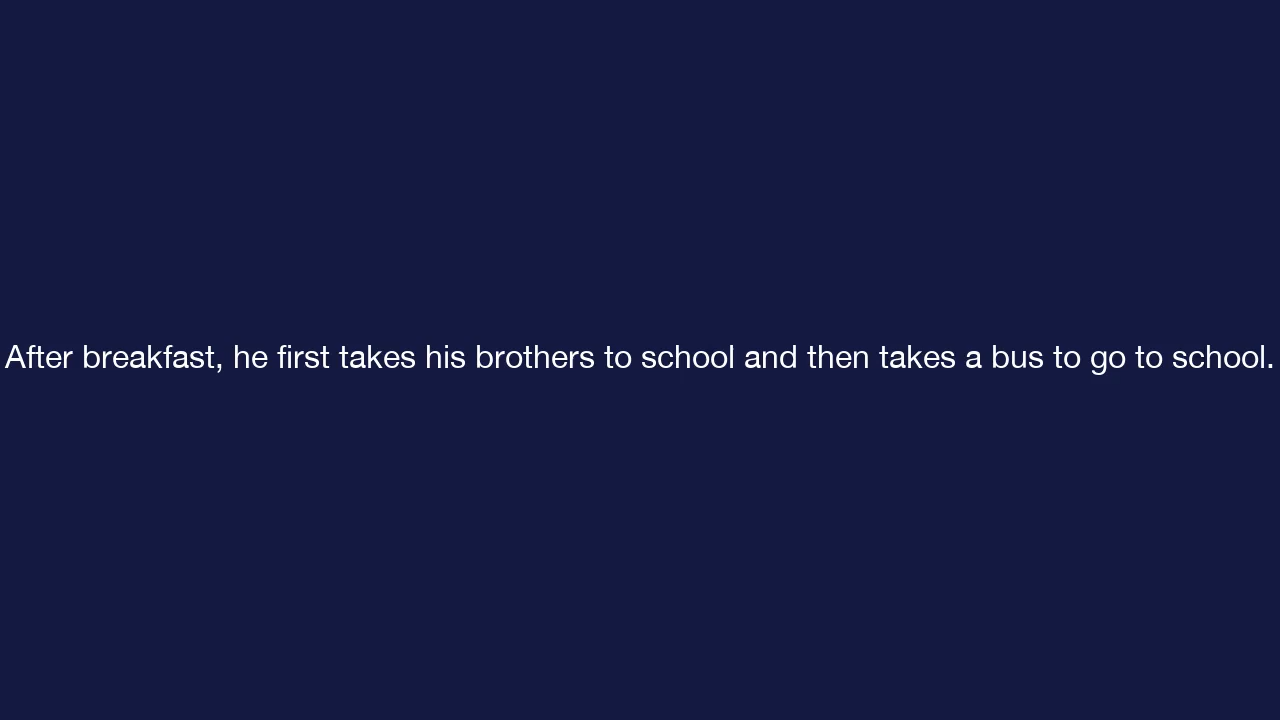 After breakfast, he first takes his brothers to school and then takes a bus to go to school.